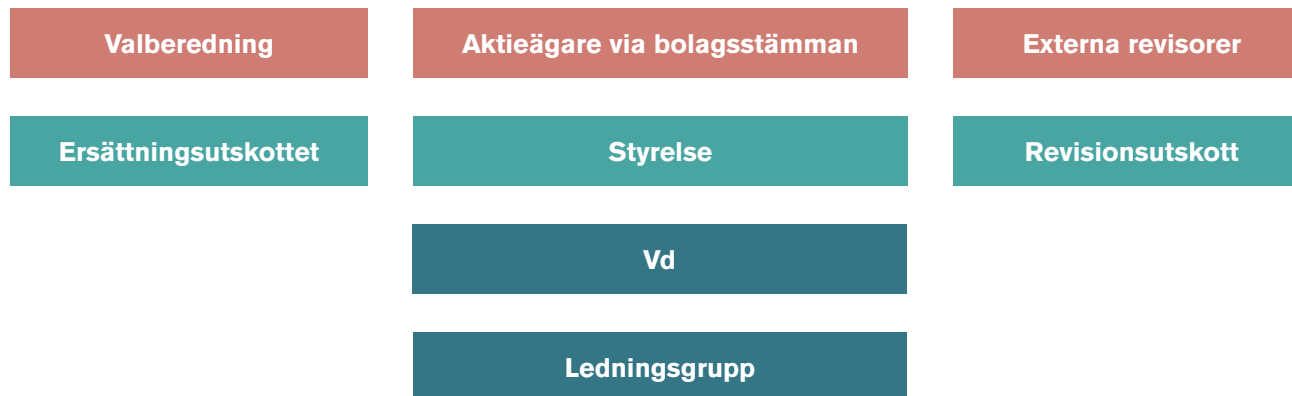 Valberedning
Aktieägare via bolagsstämman
Externa revisorer
Ersättningsutskottet
Styrelse
Revisionsutskott
Vd
Ledningsgrupp